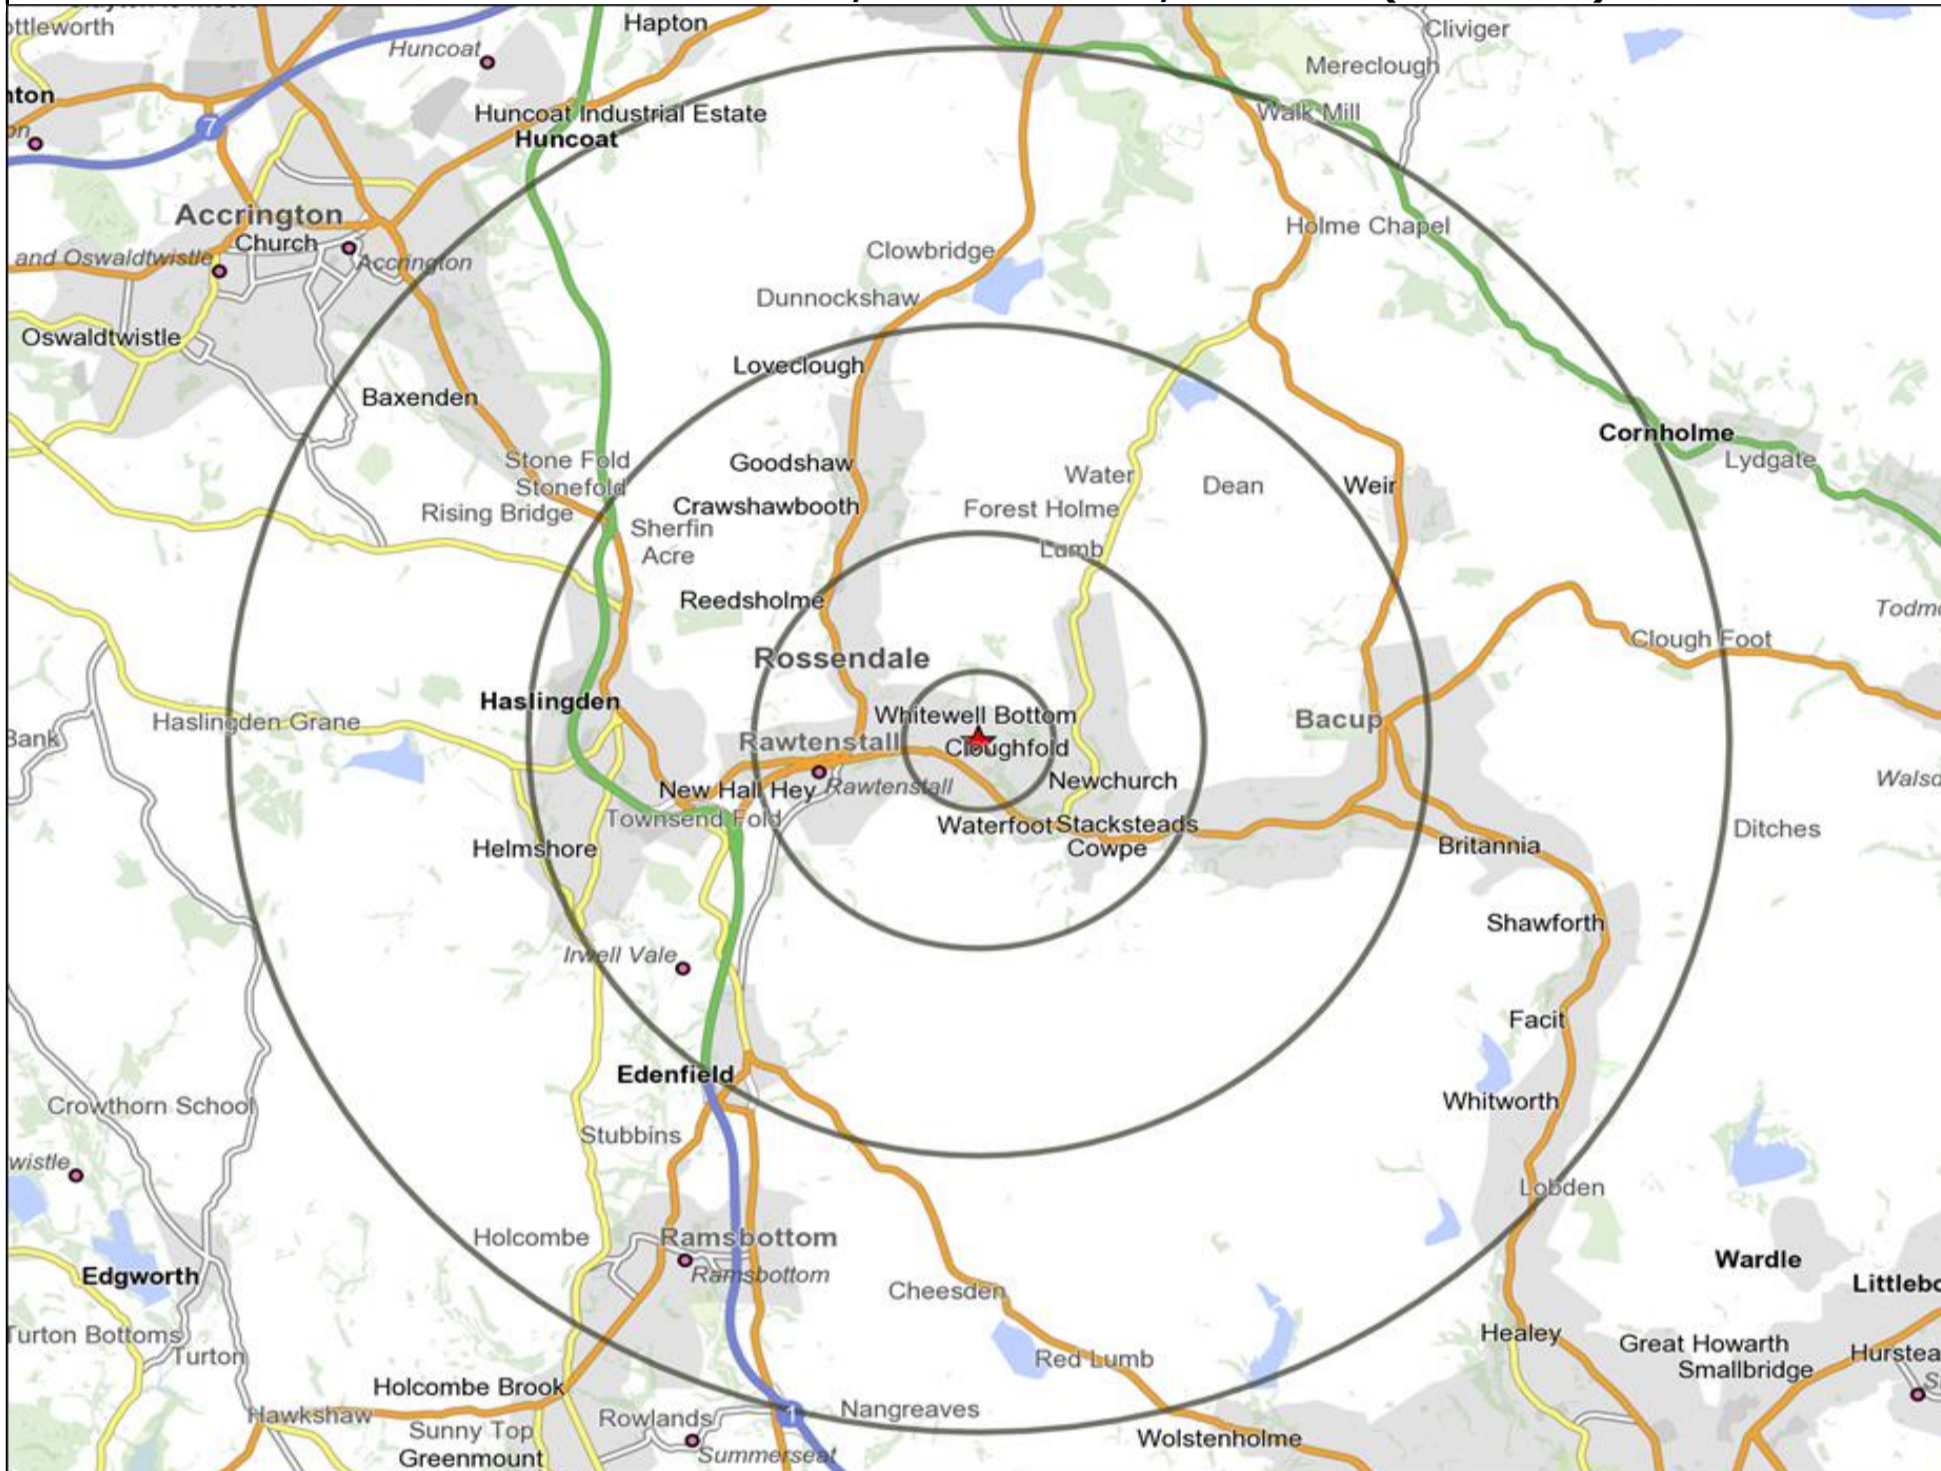 Hapton
Cliviger
Huncoat
Mereclough
Huncoat Industrial Estate
Walk Mill
7
Huncoat
Accrington
Church
Holme Chapel
and Oswaldtwistle
Accrington
Clowbridge
Dunnockshaw
Oswaldtwistle
Loveclough
Baxenden
Cornholme
Stone Fold
Goodshaw
Lydgate
Water
Stonefold
Dean
Weir
Rising Bridge
Crawshawbooth
Forest Holme
Sherfin
Acre
Lumb
Reedsholme
Clough Foot
Rossendale
Haslingden
Haslingden Grane
Whitewell Bottom
Bacup
Bank
Rawtenstall
Cloughfold
New Hall Hey
Rawtenstall
Newchurch
Townsend Fold
Waterfoot
Stacksteads
Ditches
Helmshore
Cowpe
Britannia
Shawforth
Irwell Vale
Facit
Edenfield
Crowthorn School
Whitworth
Stubbins
Lobden
Holcombe
Ramsbottom
Wardle
Edgworth
Ramsbottom
Cheesden
Turton Bottoms
Turton
Healey
Great Howarth
Red Lumb
Smallbridge
Holcombe Brook
Hawkshaw
Rowlands
1
Nangreaves
Sunny Top
Greenmount
Summerseat
Wolstenholme